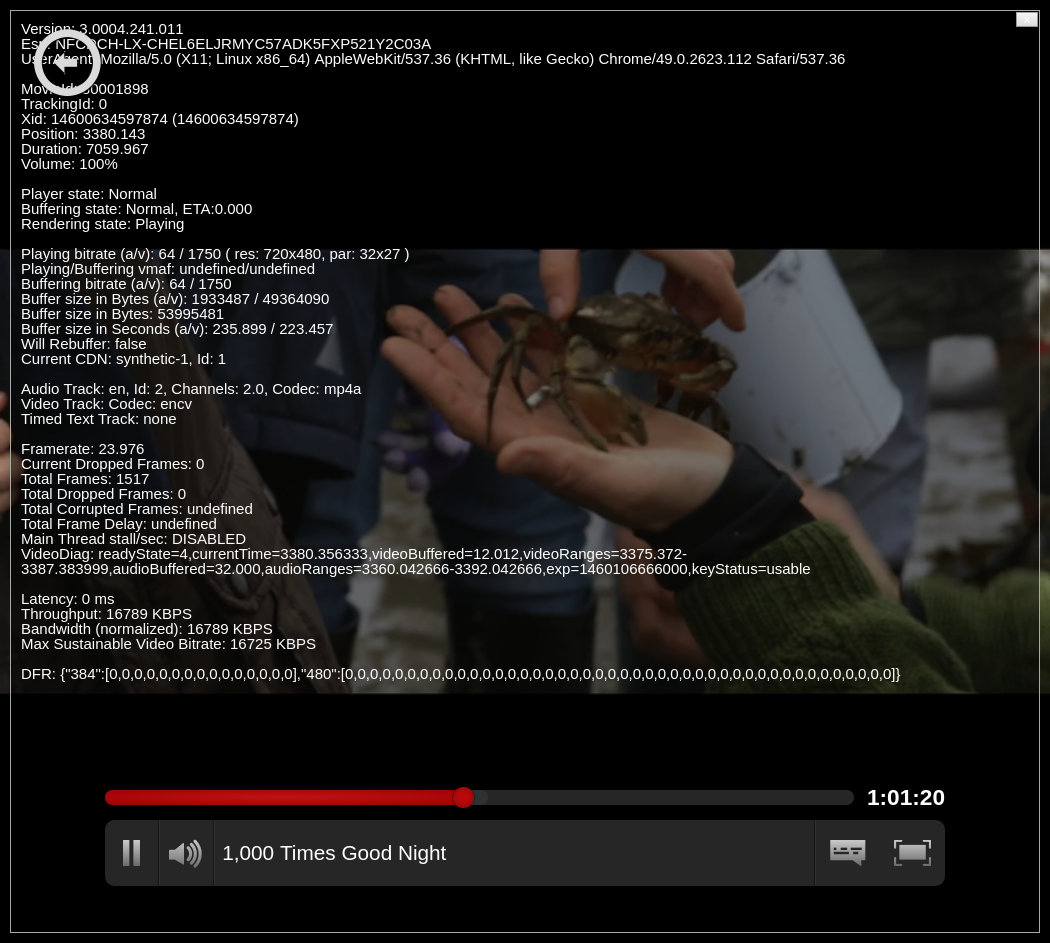 Version: 3.0004.241.011
Esn: NFCDCH-LX-CHEL6ELJRMYC57ADK5FXP521Y2C03A
UserAgent: Mozilla/5.0 (X11; Linux x86_64) AppleWebKit/537.36 (KHTML, like Gecko) Chrome/49.0.2623.112 Safari/537.36
MovieId: 80001898
TrackingId: 0
Xid: 14600634597874 (14600634597874)
Position: 3380.143
Duration: 7059.967
Volume: 100%
Player state: Normal
Buffering state: Normal, ETA:0.000
Rendering state: Playing
Playing bitrate (a/v): 64 / 1750 ( res: 720x480, par: 32x27 )
Playing/Buffering vmaf: undefined/undefined
Buffering bitrate (a/v): 64 / 1750
Buffer size in Bytes (a/v): 1933487 / 49364090
Buffer size in Bytes: 53995481
Buffer size in Seconds (a/v): 235.899 / 223.457
Will Rebuffer: false
Current CDN: synthetic-1, Id: 1
Audio Track: en, Id: 2, Channels: 2.0, Codec: mp4a
Video Track: Codec: encv
Timed Text Track: none
Framerate: 23.976
Current Dropped Frames: 0
Total Frames: 1517
Total Dropped Frames: 0
Total Corrupted Frames: undefined
Total Frame Delay: undefined
Main Thread stall/sec: DISABLED
VideoDiag: readyState=4,currentTime=3380.356333,videoBuffered=12.012,videoRanges=3375.372-
3387.383999,audioBuffered=32.000,audioRanges=3360.042666-3392.042666,exp=1460106666000,keyStatus=usable
Latency: 0 ms
Throughput: 16789 KBPS
Bandwidth (normalized): 16789 KBPS
Max Sustainable Video Bitrate: 16725 KBPS
DFR: {"384":[0,0,0,0,0,0,0,0,0,0,0,0,0,0,0],"480":[0,0,0,0,0,0,0,0,0,0,0,0,0,0,0,0,0,0,0,0,0,0,0,0,0,0,0,0,0,0,0,0,0,0,0,0,0,0,0,0,0,0,0,0]}
1:01:20
1,000 Times Good Night